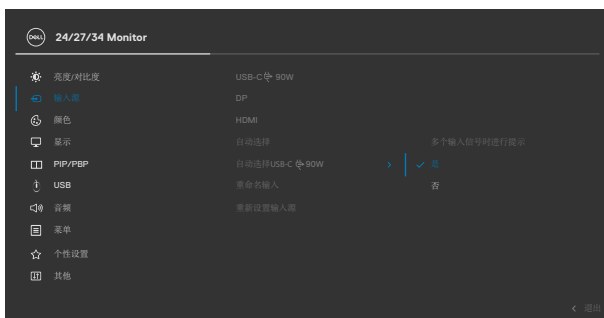 DELL 24/27/34 Monitor
亮度/对比度
输入源
颜色
显示
PIP/PBP
USB
音频
菜单
个性设置
其他
USB-C 90W
DP
HDMI
自动选择
自动选择USB-C 90W
重命名输入
重新设置输入源
多个输入信号时进行提示
是
否
退出